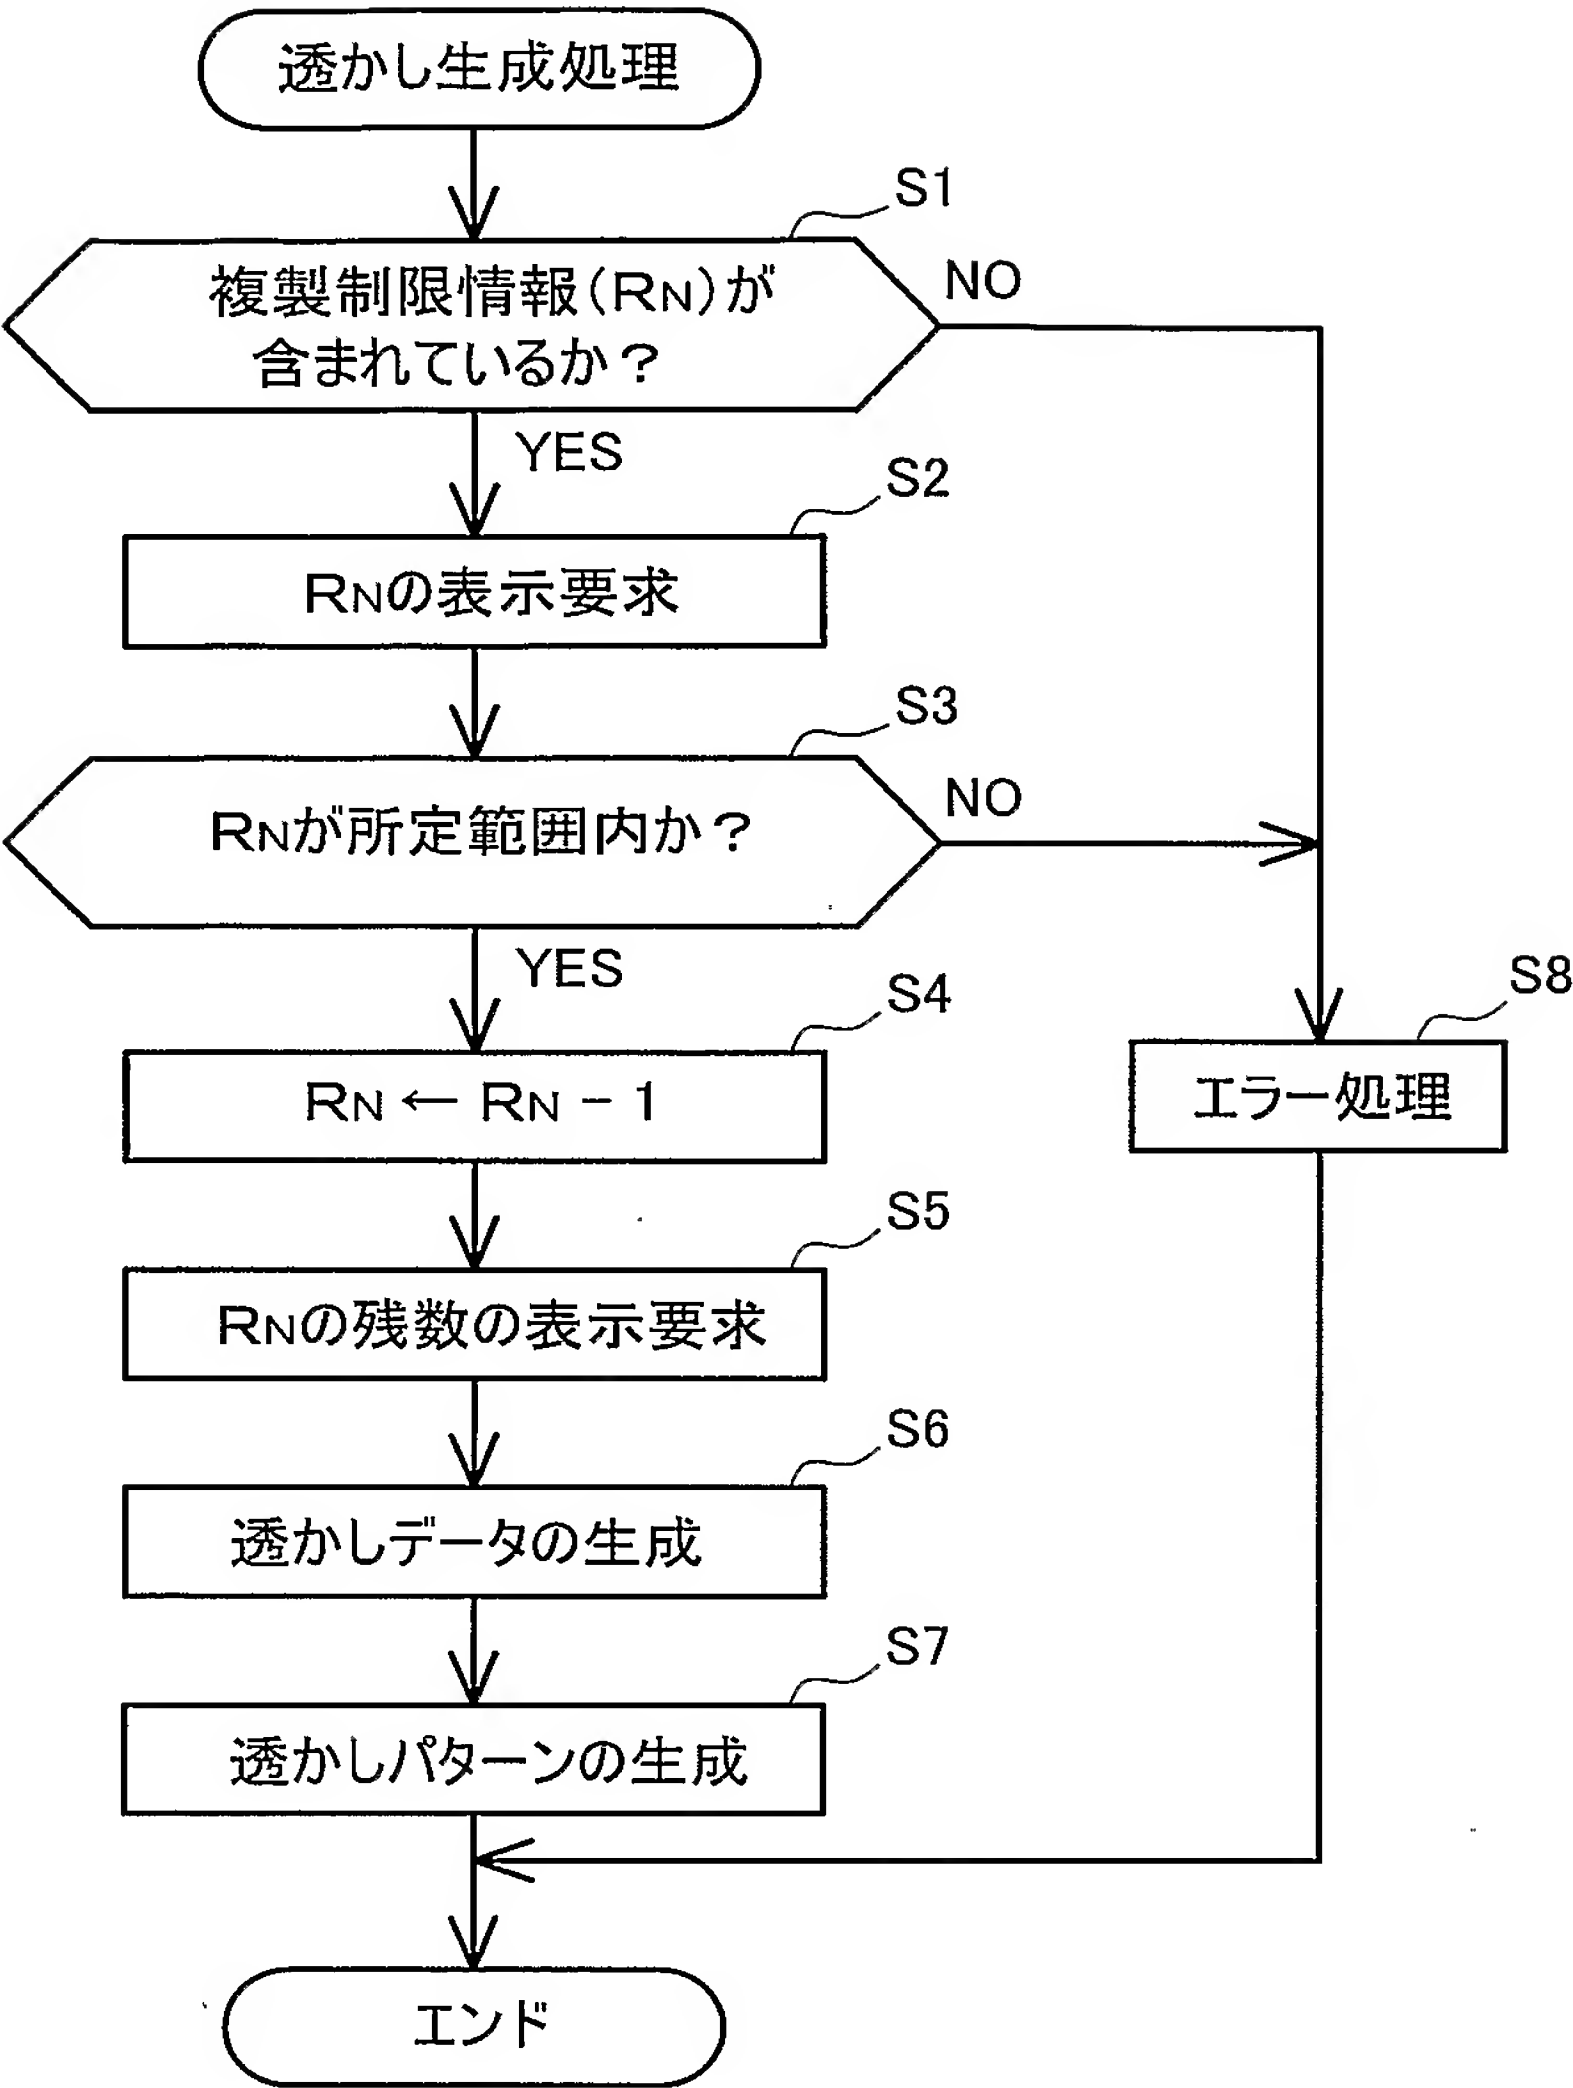 透かし生成処理
S1
複製制限情報(RN)が
含まれているか？
NO
YES
S2
RNの表示要求
S3
RNが所定範囲内か？
NO
YES
S4
RN ← RN - 1
S8
エラー処理
S5
RNの残数の表示要求
S6
透かしデータの生成
S7
透かしパターンの生成
エンド